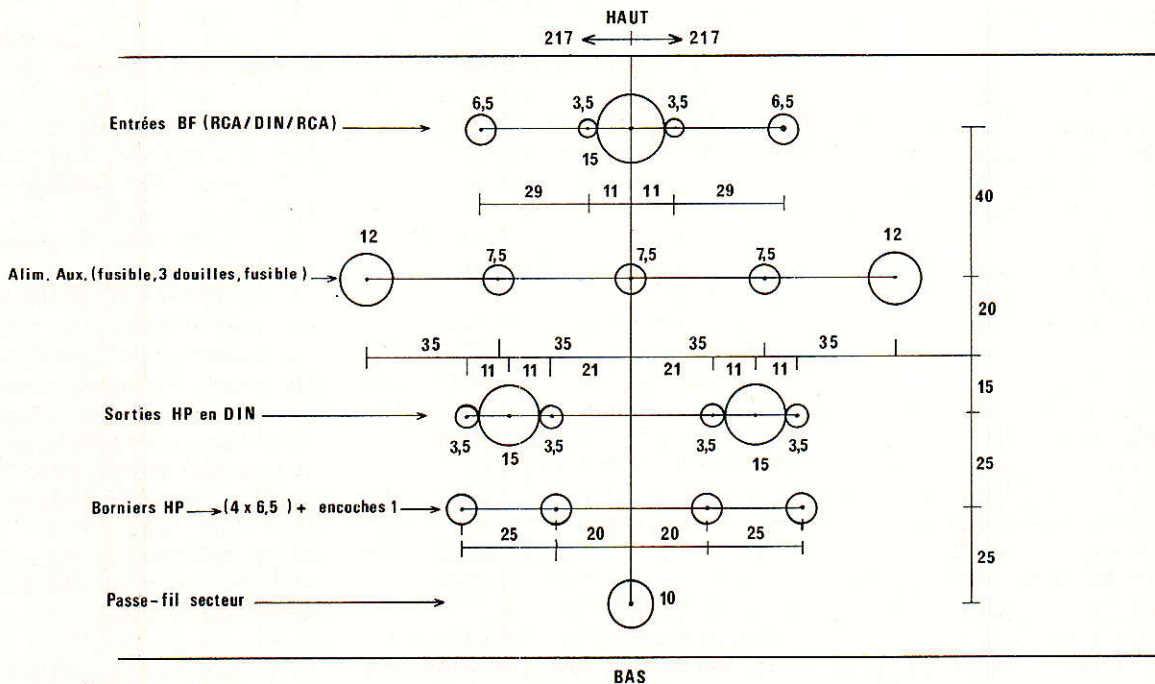 HAUT
217 217
6,5 3,5 3,5 6,5
Entrées BF (RCA/DIN/RCA)
15
29 11 11 29
40
12 7,5 7,5 7,5 12
Alim. Aux. (fusible, 3 douilles, fusible)
20
35 35 35 35
11 11 21 21 11 11
15
Sorties HP en DIN
3,5 15 3,5 3,5 15 3,5
25
Borniers HP (4 x 6,5 ) + encoches 1
25 20 20 25
25
Passe-fil secteur
10
BAS